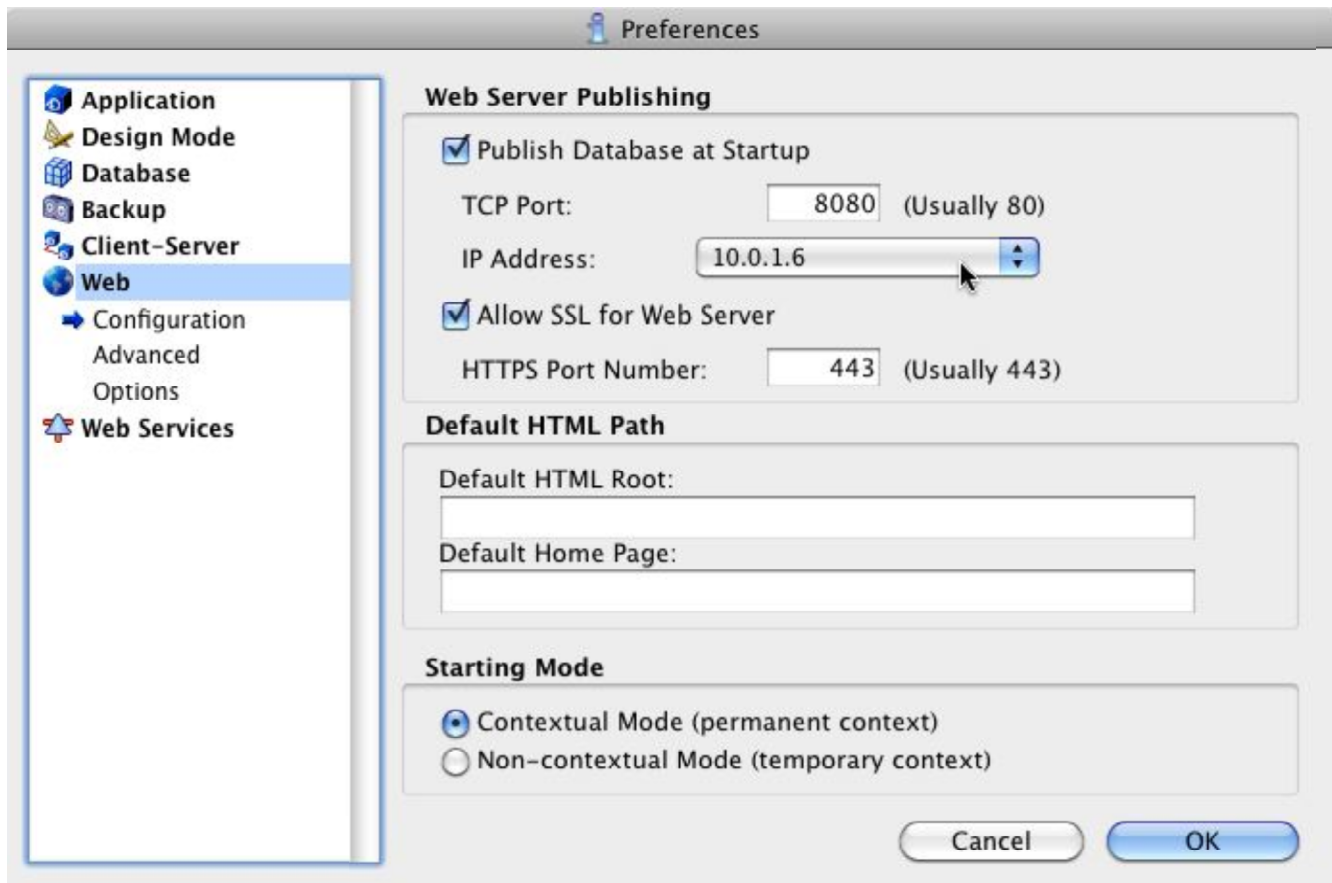 Preferences
Application
Design Mode
Database
Backup
Client-Server
Web
Configuration
Advanced
Options
Web Services
Web Server Publishing
Publish Database at Startup
TCP Port: 8080 (Usually 80)
IP Address: 10.0.1.6
Allow SSL for Web Server
HTTPS Port Number: 443 (Usually 443)
Default HTML Path
Default HTML Root:
Default Home Page:
Starting Mode
Contextual Mode (permanent context)
Non-contextual Mode (temporary context)
Cancel OK